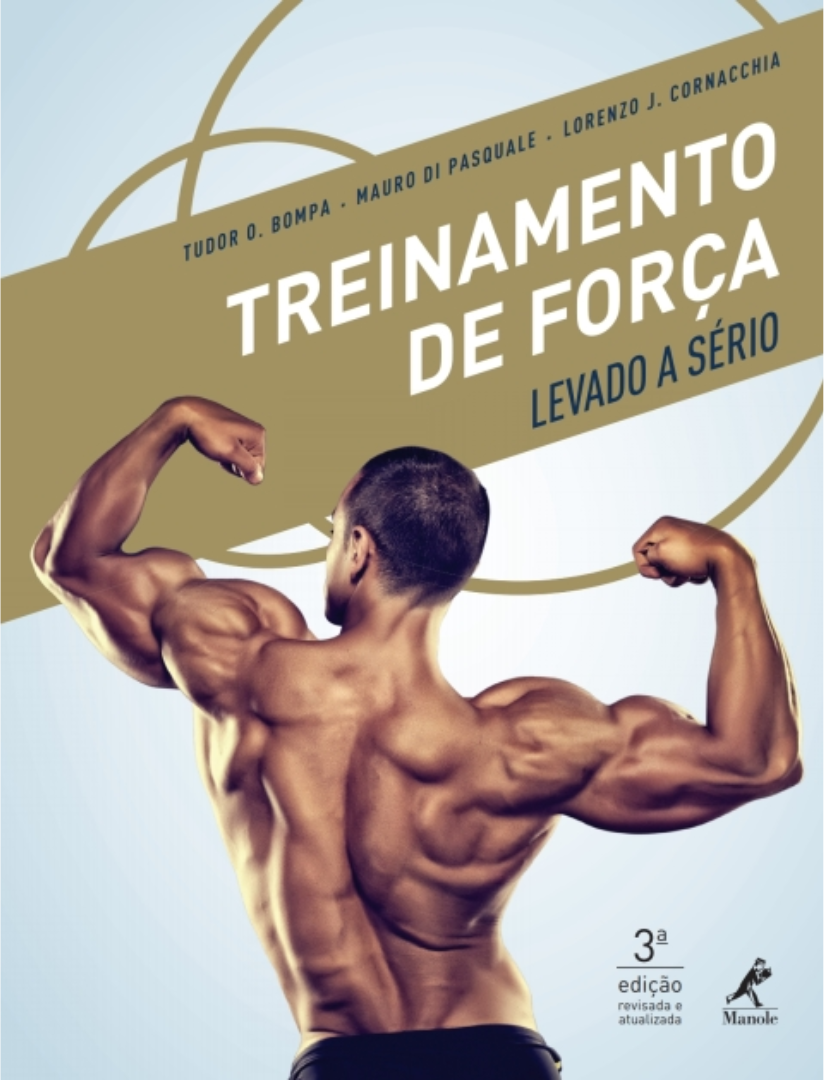 TUDOR O. BOMPA · MAURO DI PASQUALE · LORENZO J. CORNACCHIA
TREINAMENTO
DE FORÇA
LEVADO A SÉRIO
3ª
edição
revisada e
atualizada
Manole